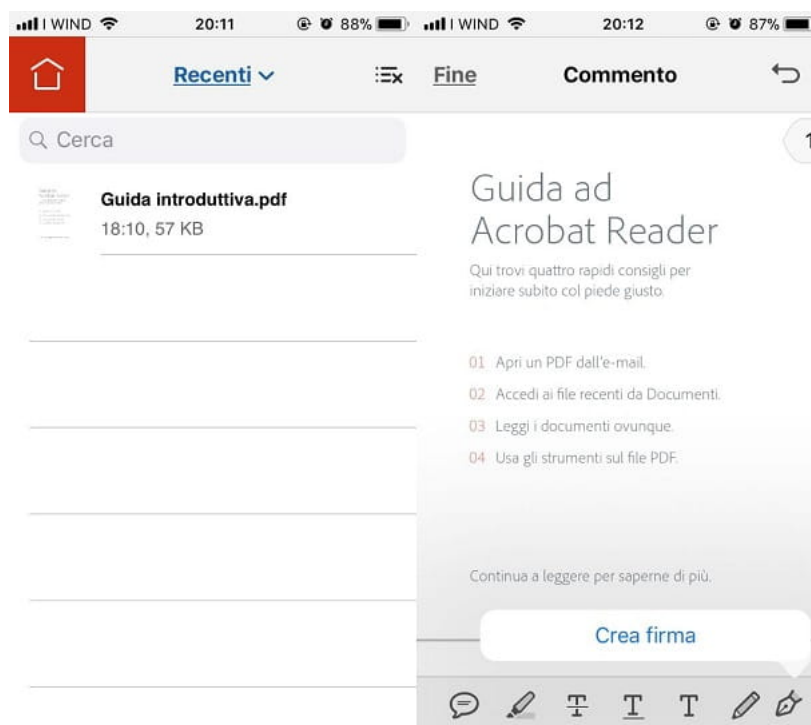 I WIND 20:11 88%
Recenti
Cerca
Guida introduttiva.pdf
18:10, 57 KB
I WIND 20:12 87%
Fine Commento
1
Guida ad
Acrobat Reader
Qui trovi quattro rapidi consigli per
iniziare subito col piede giusto.
01 Apri un PDF dall'e-mail.
02 Accedi ai file recenti da Documenti.
03 Leggi i documenti ovunque.
04 Usa gli strumenti sul file PDF.
Continua a leggere per saperne di più.
Crea firma
T T T